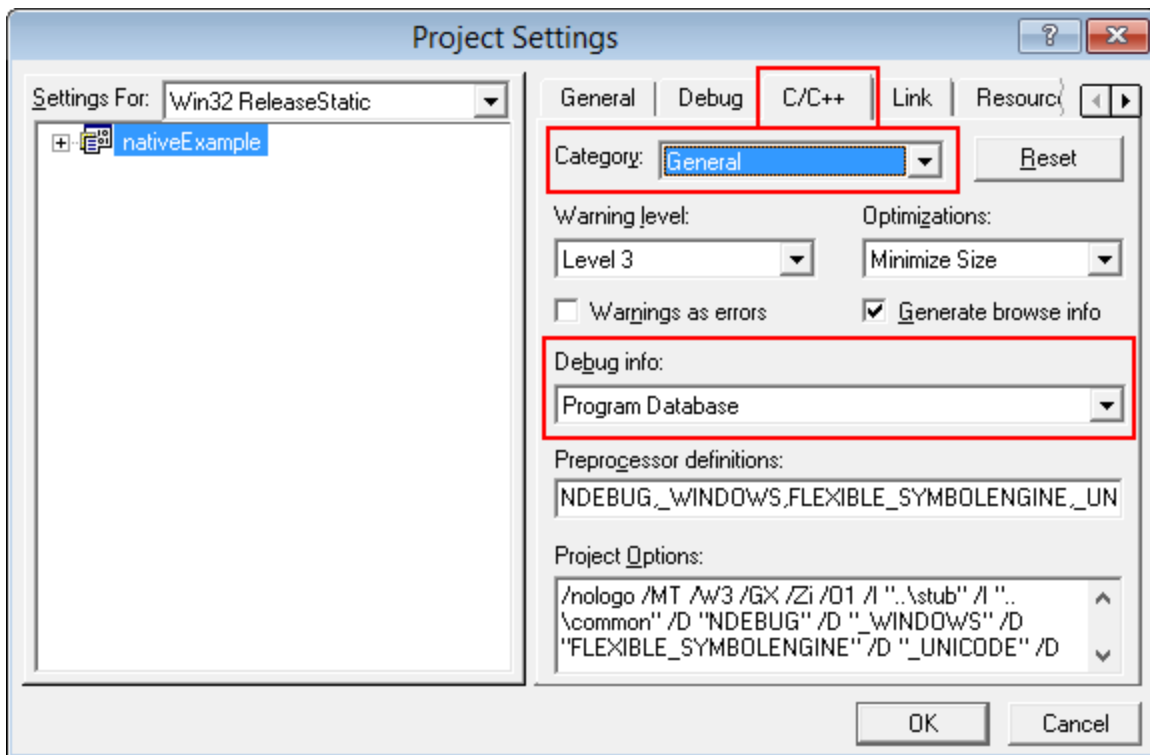 Project Settings
Settings For: Win32 ReleaseStatic
nativeExample
General Debug C/C++ Link
Category: General Reset
Warning level: Optimizations:
Level 3 Minimize Size
Warnings as errors Generate browse info
Debug info:
Program Database
Preprocessor definitions:
NDEBUG,_WINDOWS,FLEXIBLE_SYMBOLENGINE,_UN
Project Options:
/nologo /MT /W3 /GX /Zi /O1 /I "..\stub" /I "..
\common" /D "NDEBUG" /D "_WINDOWS" /D
"FLEXIBLE_SYMBOLENGINE" /D "_UNICODE" /D
OK Cancel